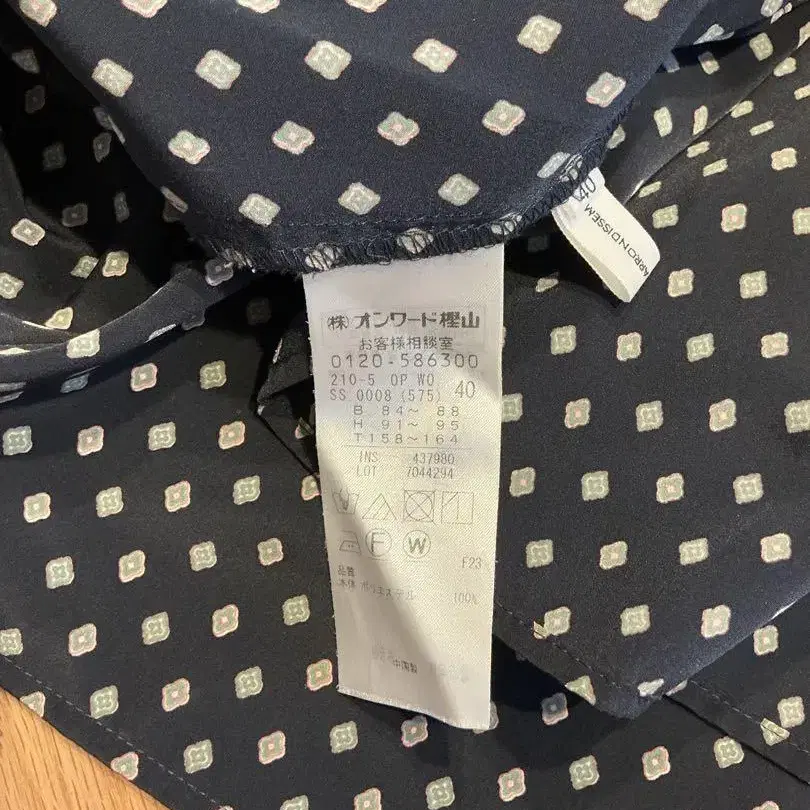 40
ARRONDISSEM
(株)オンワード樫山
お客様相談室
0120-586300
210-5 OP WO
SS 0008 (575) 40
B 84~ 88
H 91~ 95
T 158~164
INS 437980
LOT 7044294
F
W
F23
品質
本体 ポリエステル 100%
中国製